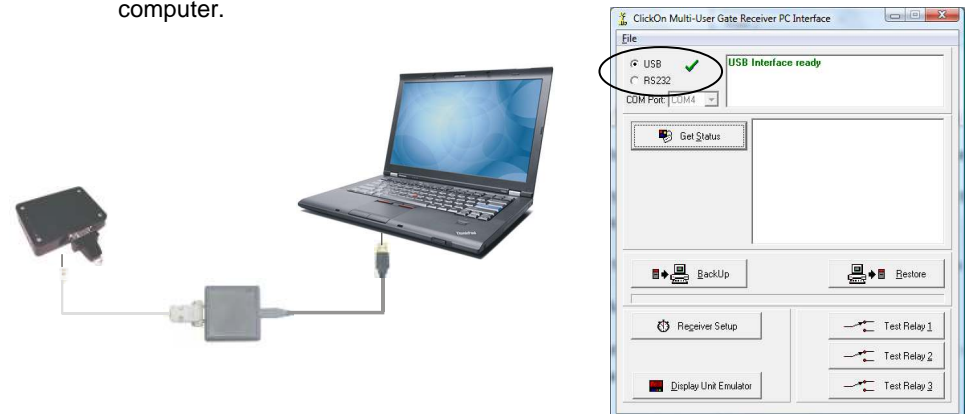 computer.
ClickOn Multi-User Gate Receiver PC Interface
File
USB
RS232
COM Port: COM4
USB Interface ready
Get Status
BackUp
Restore
Receiver Setup
Test Relay 1
Test Relay 2
Display Unit Emulator
Test Relay 3
ThinkPad